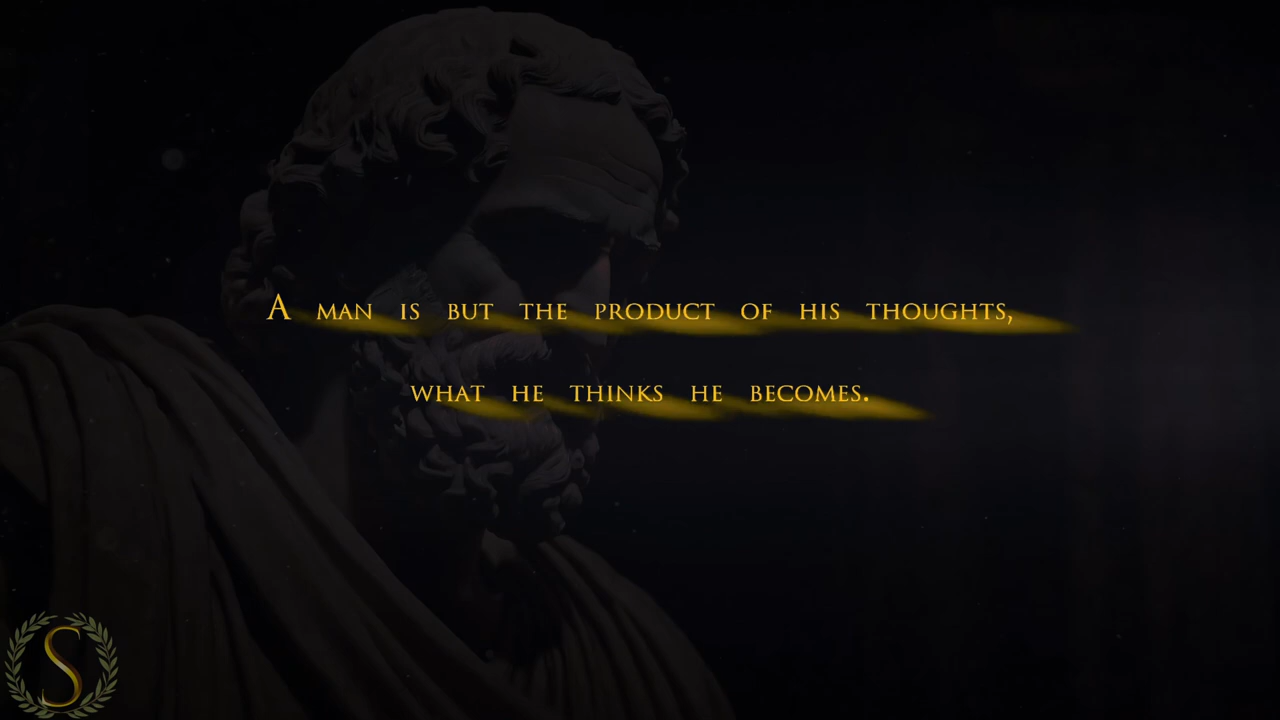 A man is but the product of his thoughts,
what he thinks he becomes.
S